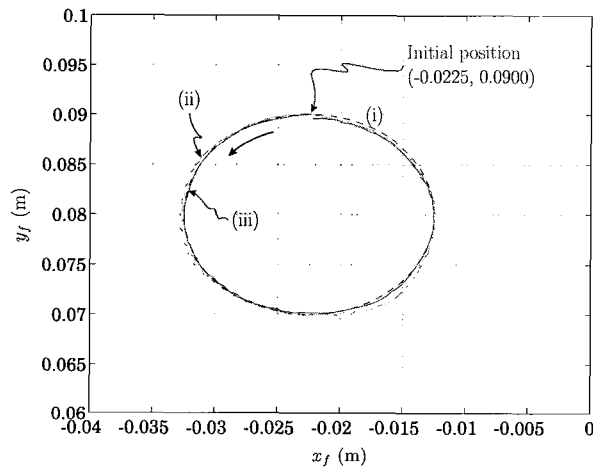 0.1
0.095
0.09
0.085
0.08
0.075
0.07
0.065
0.06
-0.04 -0.035 -0.03 -0.025 -0.02 -0.015 -0.01 -0.005 0
y_f (m)
x_f (m)
Initial position
(-0.0225, 0.0900)
(i)
(ii)
(iii)